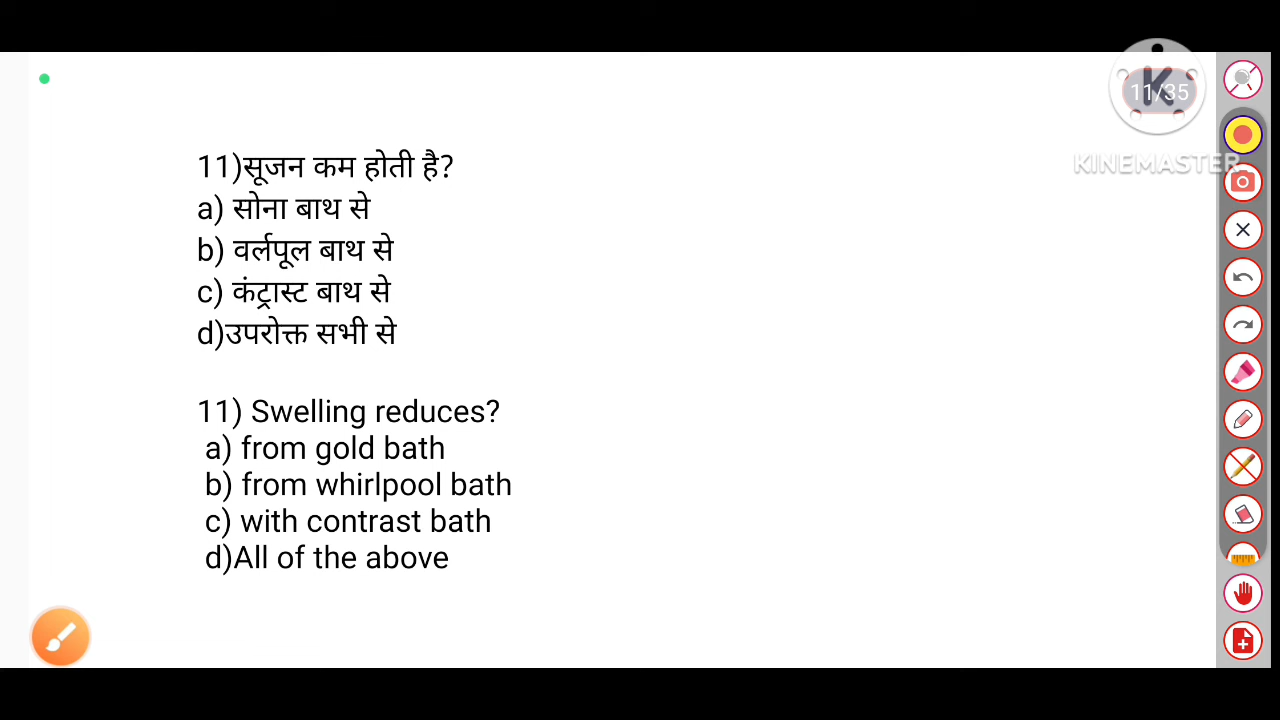 11/35
KINEMASTER
11)सूजन कम होती है?
a) सोना बाथ से
b) वर्लपूल बाथ से
c) कंट्रास्ट बाथ से
d)उपरोक्त सभी से
11) Swelling reduces?
a) from gold bath
b) from whirlpool bath
c) with contrast bath
d)All of the above